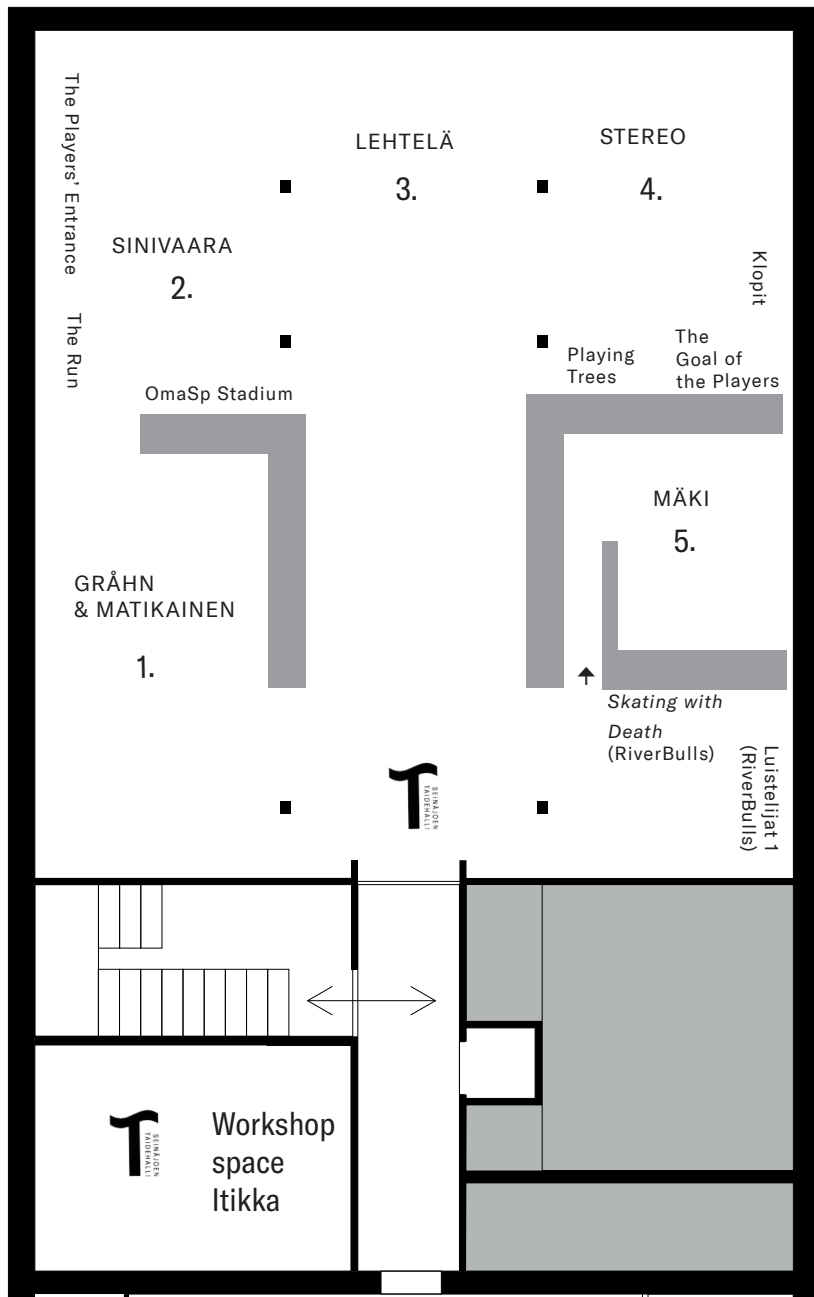 The Players' Entrance
The Run
LEHTELÄ
3.
STEREO
4.
SINIVAARA
2.
Klopit
OmaSp Stadium
Playing
Trees
The
Goal of
the Players
MÄKI
5.
GRÅHN
& MATIKAINEN
1.
Skating with
Death
(RiverBulls)
Luistelijat 1
(RiverBulls)
SEINÄJOEN
TAIDEHALLI
SEINÄJOEN
TAIDEHALLI
Workshop
space
Itikka